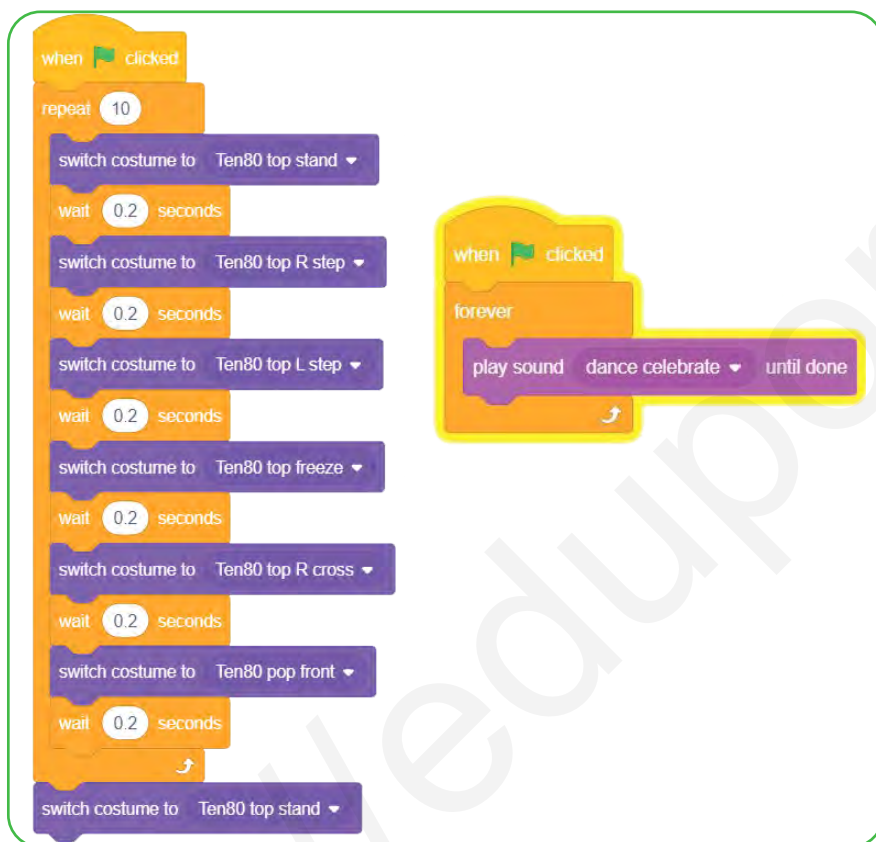 when clicked
repeat 10
switch costume to Ten80 top stand
wait 0.2 seconds
switch costume to Ten80 top R step
wait 0.2 seconds
switch costume to Ten80 top L step
wait 0.2 seconds
switch costume to Ten80 top freeze
wait 0.2 seconds
switch costume to Ten80 top R cross
wait 0.2 seconds
switch costume to Ten80 pop front
wait 0.2 seconds
switch costume to Ten80 top stand
when clicked
forever
play sound dance celebrate until done